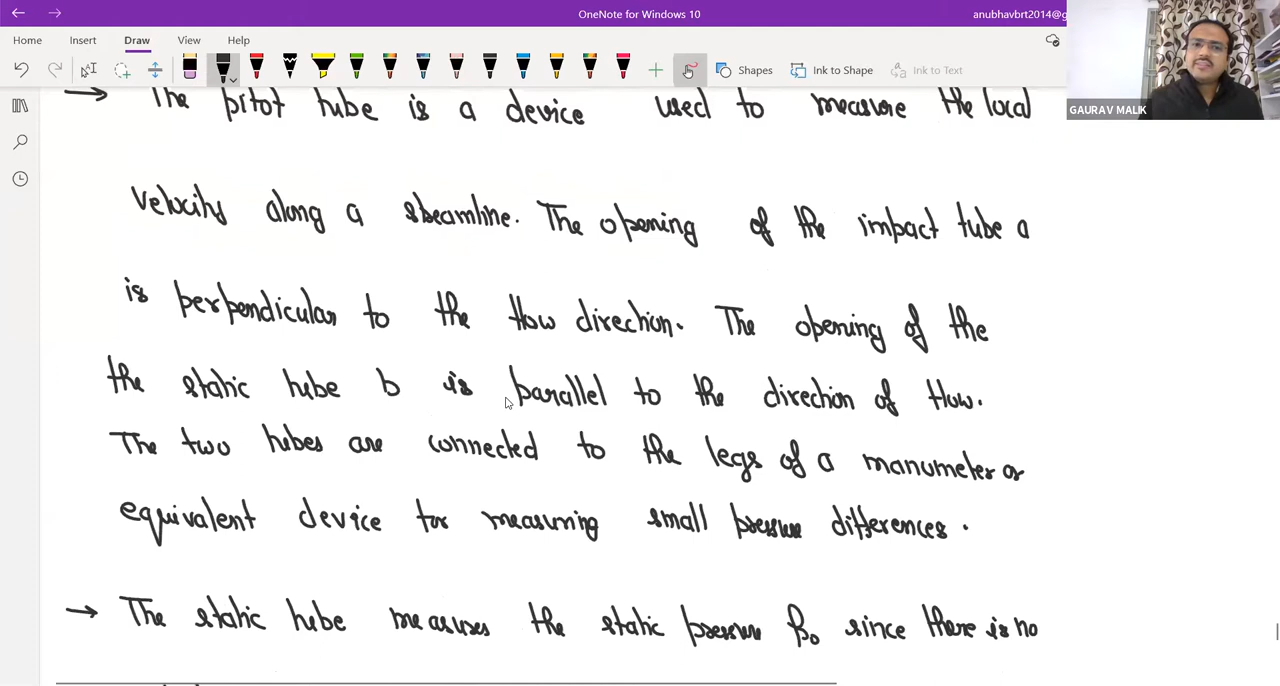 OneNote for Windows 10
anubhavbrt2014@g
Home Insert Draw View Help
Shapes Ink to Shape Ink to Text
GAURAV MALIK
→ The pitot tube is a device used to measure the local
velocity along a streamline. The opening of the impact tube a
is perpendicular to the flow direction. The opening of the
the static tube b is parallel to the direction of flow.
The two tubes are connected to the legs of a manometer or
equivalent device for measuring small pressure differences.
→ The static tube measures the static pressure p₀ since there is no